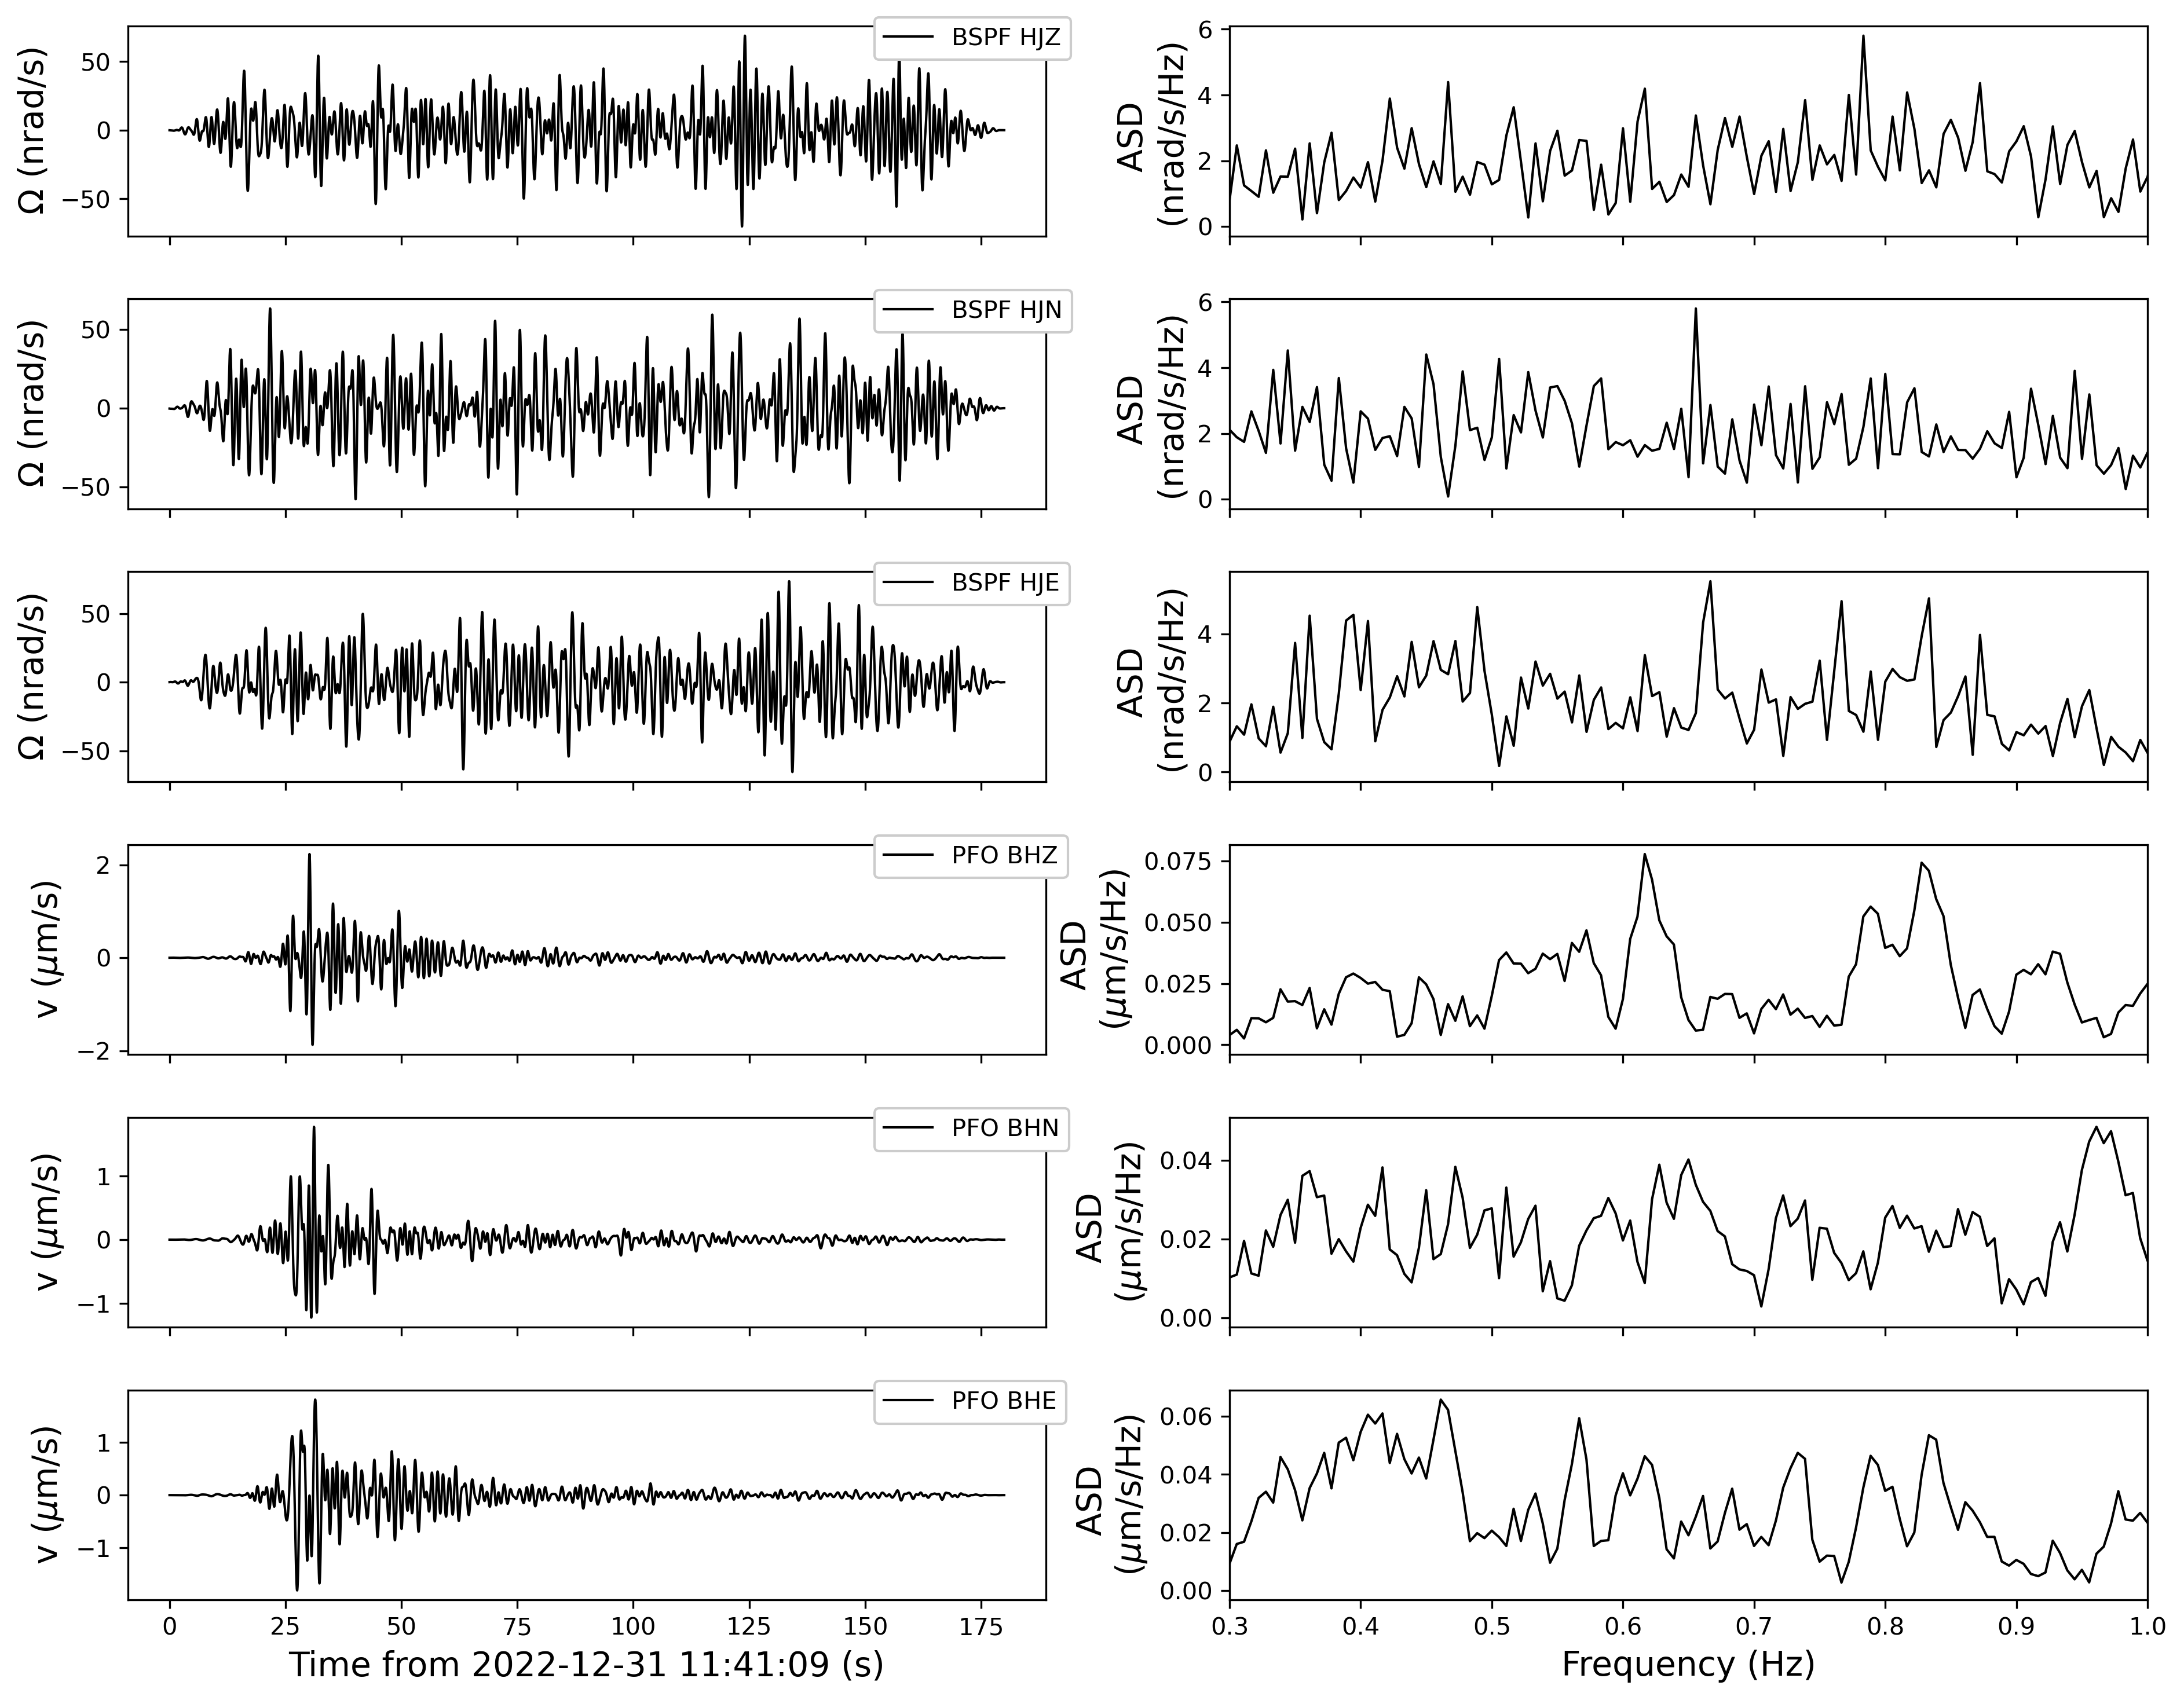 BSPF HJZ
Ω (nrad/s)
50
0
−50
ASD
(nrad/s/Hz)
6
4
2
0
BSPF HJN
Ω (nrad/s)
50
0
−50
ASD
(nrad/s/Hz)
6
4
2
0
BSPF HJE
Ω (nrad/s)
50
0
−50
ASD
(nrad/s/Hz)
4
2
0
PFO BHZ
v (μm/s)
2
0
−2
ASD
(μm/s/Hz)
0.075
0.050
0.025
0.000
PFO BHN
v (μm/s)
1
0
−1
ASD
(μm/s/Hz)
0.04
0.02
0.00
PFO BHE
v (μm/s)
1
0
−1
ASD
(μm/s/Hz)
0.06
0.04
0.02
0.00
0 25 50 75 100 125 150 175
Time from 2022-12-31 11:41:09 (s)
0.3 0.4 0.5 0.6 0.7 0.8 0.9 1.0
Frequency (Hz)